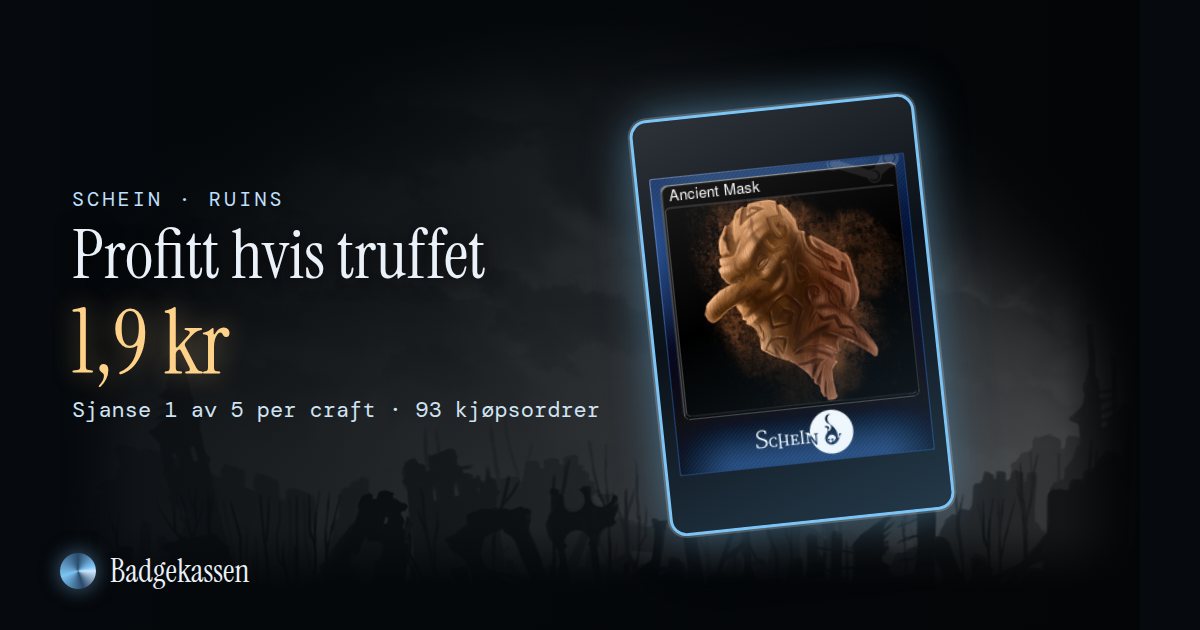 SCHEIN · RUINS
Profitt hvis truffet
1,9 kr
Sjanse 1 av 5 per craft · 93 kjøpsordrer
Ancient Mask
SCHEIN
Badgekassen